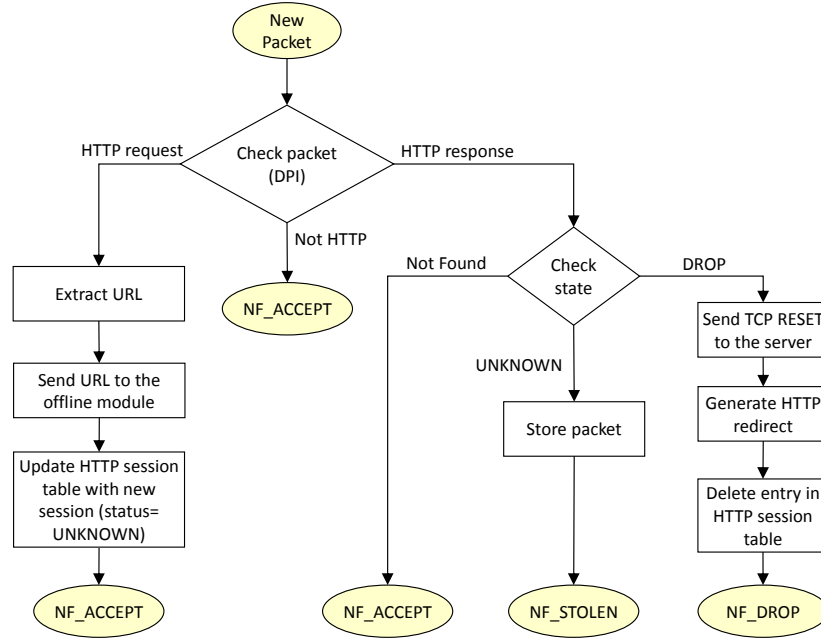 New
Packet
HTTP request
Check packet
(DPI)
HTTP response
Not HTTP
Extract URL
NF_ACCEPT
Not Found
Check
state
DROP
Send TCP RESET
to the server
Send URL to the
offline module
UNKNOWN
Generate HTTP
redirect
Store packet
Update HTTP session
table with new
session (status=
UNKNOWN)
Delete entry in
HTTP session
table
NF_ACCEPT
NF_ACCEPT
NF_STOLEN
NF_DROP